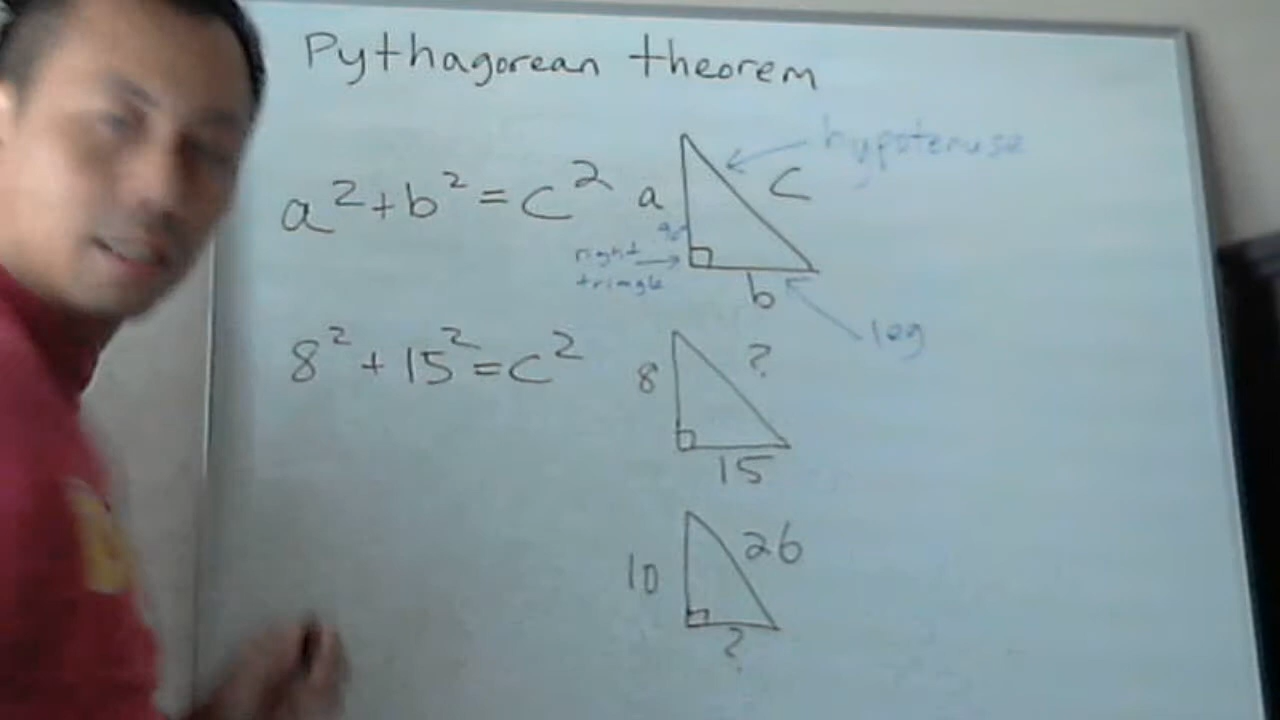 Pythagorean theorem
hypotenuse
a²+b²=c²
a
c
right
triangle
b
leg
8²+15²=c²
8
?
15
10
26
?